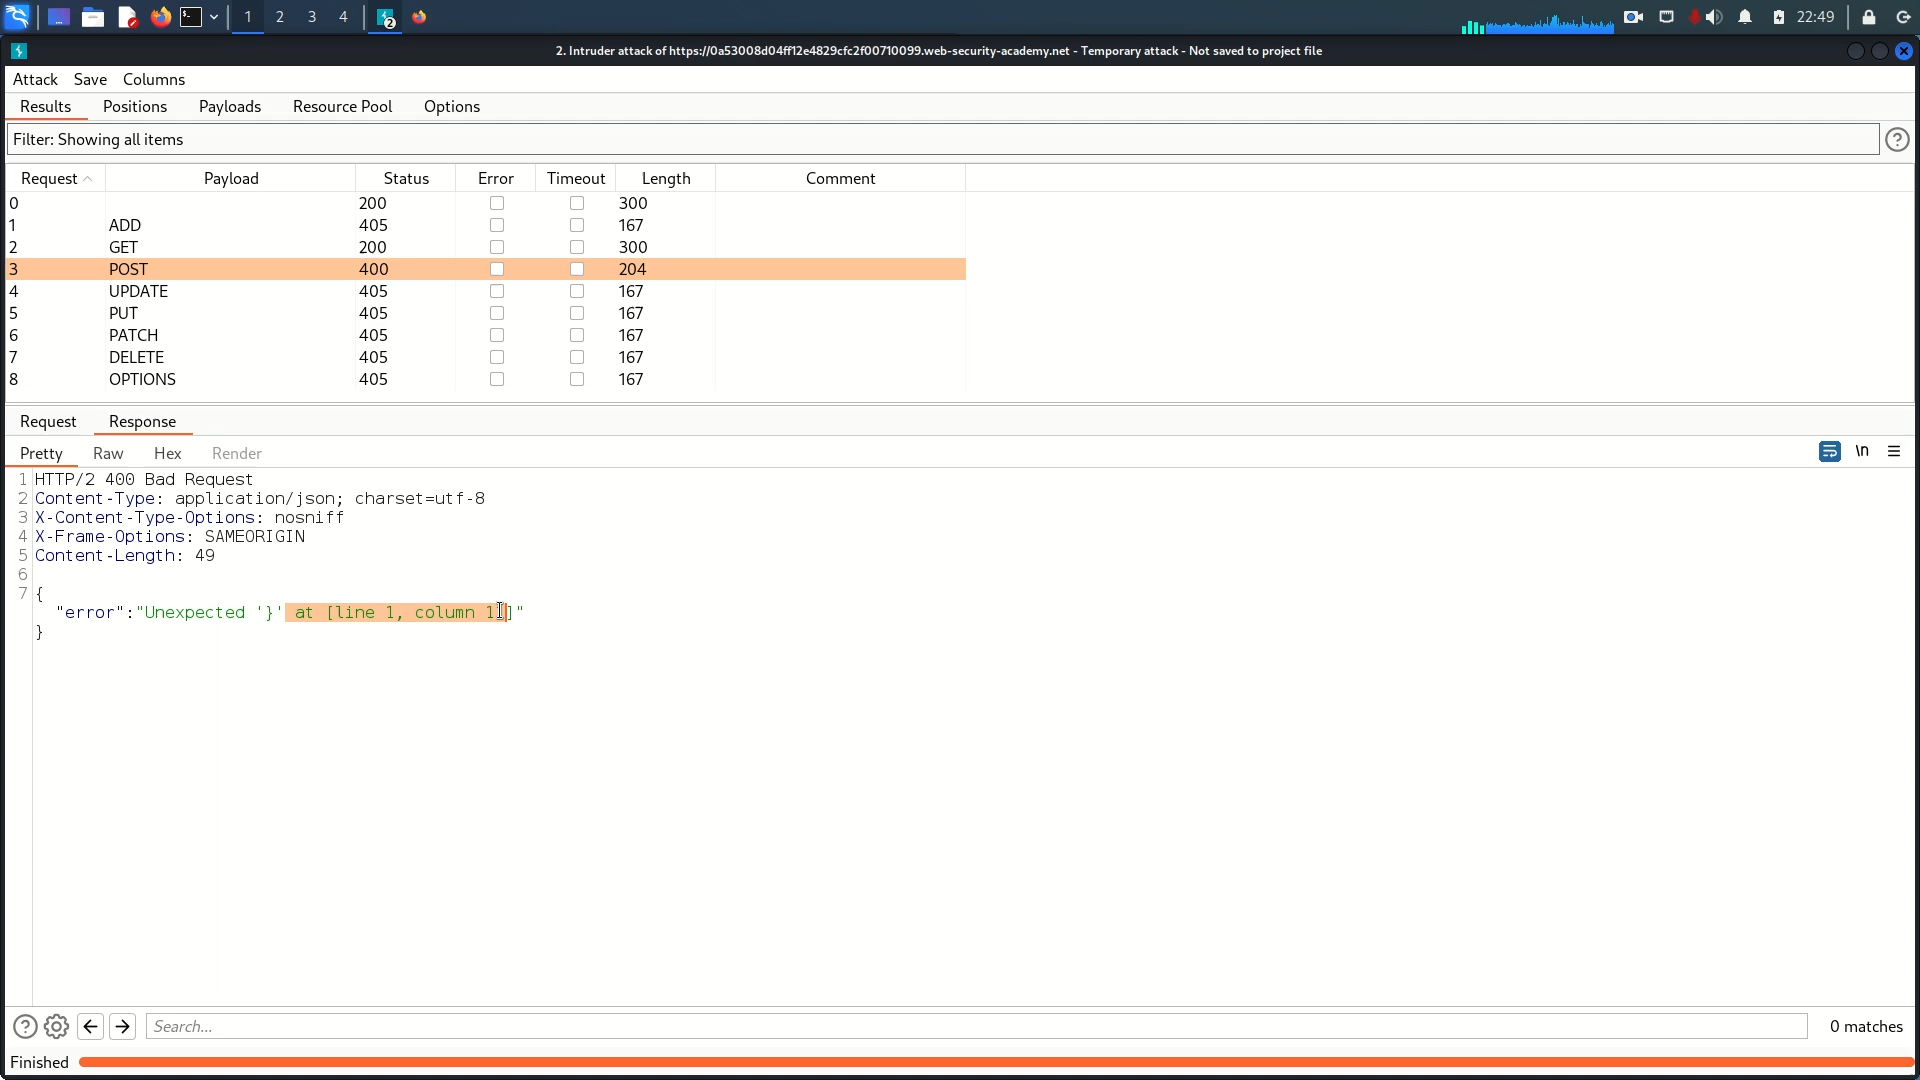 1 2 3 4 2 22:49
2. Intruder attack of https://0a53008d04ff12e4829cfc2f00710099.web-security-academy.net - Temporary attack - Not saved to project file
Attack Save Columns
Results Positions Payloads Resource Pool Options
Filter: Showing all items
Request Payload Status Error Timeout Length Comment
0 200 300
1 ADD 405 167
2 GET 200 300
3 POST 400 204
4 UPDATE 405 167
5 PUT 405 167
6 PATCH 405 167
7 DELETE 405 167
8 OPTIONS 405 167
Request Response
Pretty Raw Hex Render \n
1 HTTP/2 400 Bad Request
2 Content-Type: application/json; charset=utf-8
3 X-Content-Type-Options: nosniff
4 X-Frame-Options: SAMEORIGIN
5 Content-Length: 49
6
7 {
"error":"Unexpected '}' at [line 1, column
}
Search... 0 matches
Finished